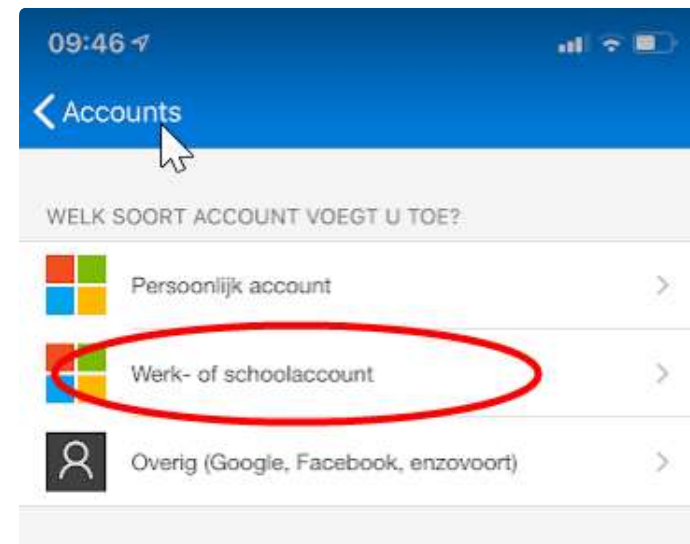 09:46
Accounts
WELK SOORT ACCOUNT VOEGT U TOE?
Persoonlijk account
Werk- of schoolaccount
Overig (Google, Facebook, enzovoort)